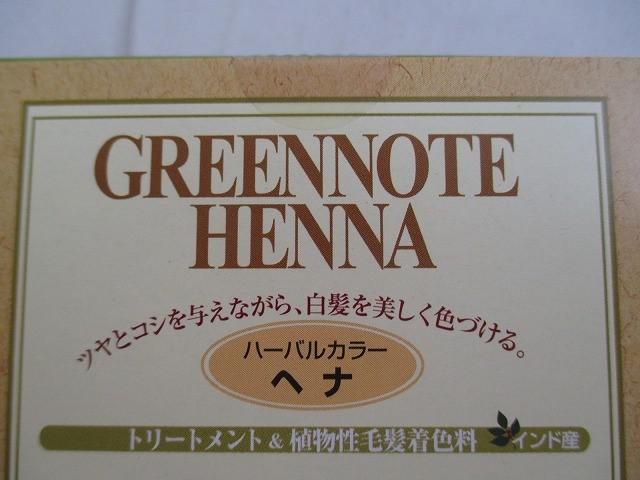 GREENNOTE
HENNA
ツヤとコシを与えながら、白髪を美しく色づける。
ハーバルカラー
ヘナ
トリートメント & 植物性毛髪着色料 インド産